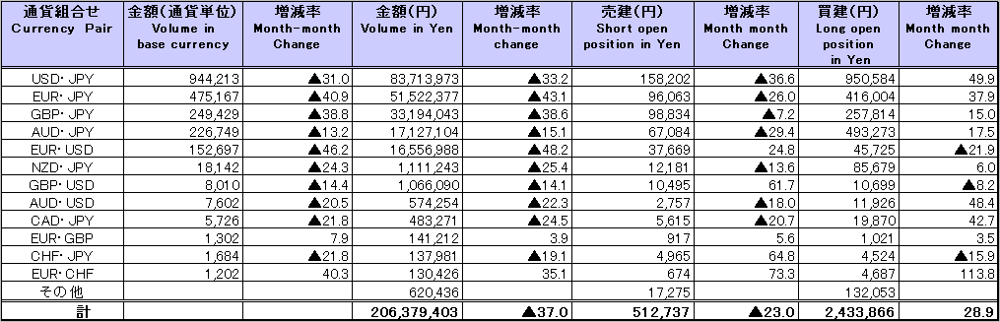 通貨組合せ 金額(通貨単位) 増減率 金額(円) 増減率 売建(円) 増減率 買建(円) 増減率
Currency Pair Volume in Month-month Volume in Yen Month-month Short open Month month Long open Month month
base currency Change change position in Yen Change position Change
in Yen
USD・JPY 944,213 ▲31.0 83,713,973 ▲33.2 158,202 ▲36.6 950,584 49.9
EUR・JPY 475,167 ▲40.9 51,522,377 ▲43.1 96,063 ▲26.0 416,004 37.9
GBP・JPY 249,429 ▲38.8 33,194,043 ▲38.6 98,834 ▲7.2 257,814 15.0
AUD・JPY 226,749 ▲13.2 17,127,104 ▲15.1 67,084 ▲29.4 493,273 17.5
EUR・USD 152,697 ▲46.2 16,556,988 ▲48.2 37,669 24.8 45,725 ▲21.9
NZD・JPY 18,142 ▲24.3 1,111,243 ▲25.4 12,181 ▲13.6 85,679 6.0
GBP・USD 8,010 ▲14.4 1,066,090 ▲14.1 10,495 61.7 10,699 ▲8.2
AUD・USD 7,602 ▲20.5 574,254 ▲22.3 2,757 ▲18.0 11,926 48.4
CAD・JPY 5,726 ▲21.8 483,271 ▲24.5 5,615 ▲20.7 19,870 42.7
EUR・GBP 1,302 7.9 141,212 3.9 917 5.6 1,021 3.5
CHF・JPY 1,684 ▲21.8 137,981 ▲19.1 4,965 64.8 4,524 ▲15.9
EUR・CHF 1,202 40.3 130,426 35.1 674 73.3 4,687 113.8
その他 620,436 17,275 132,053
計 206,379,403 ▲37.0 512,737 ▲23.0 2,433,866 28.9